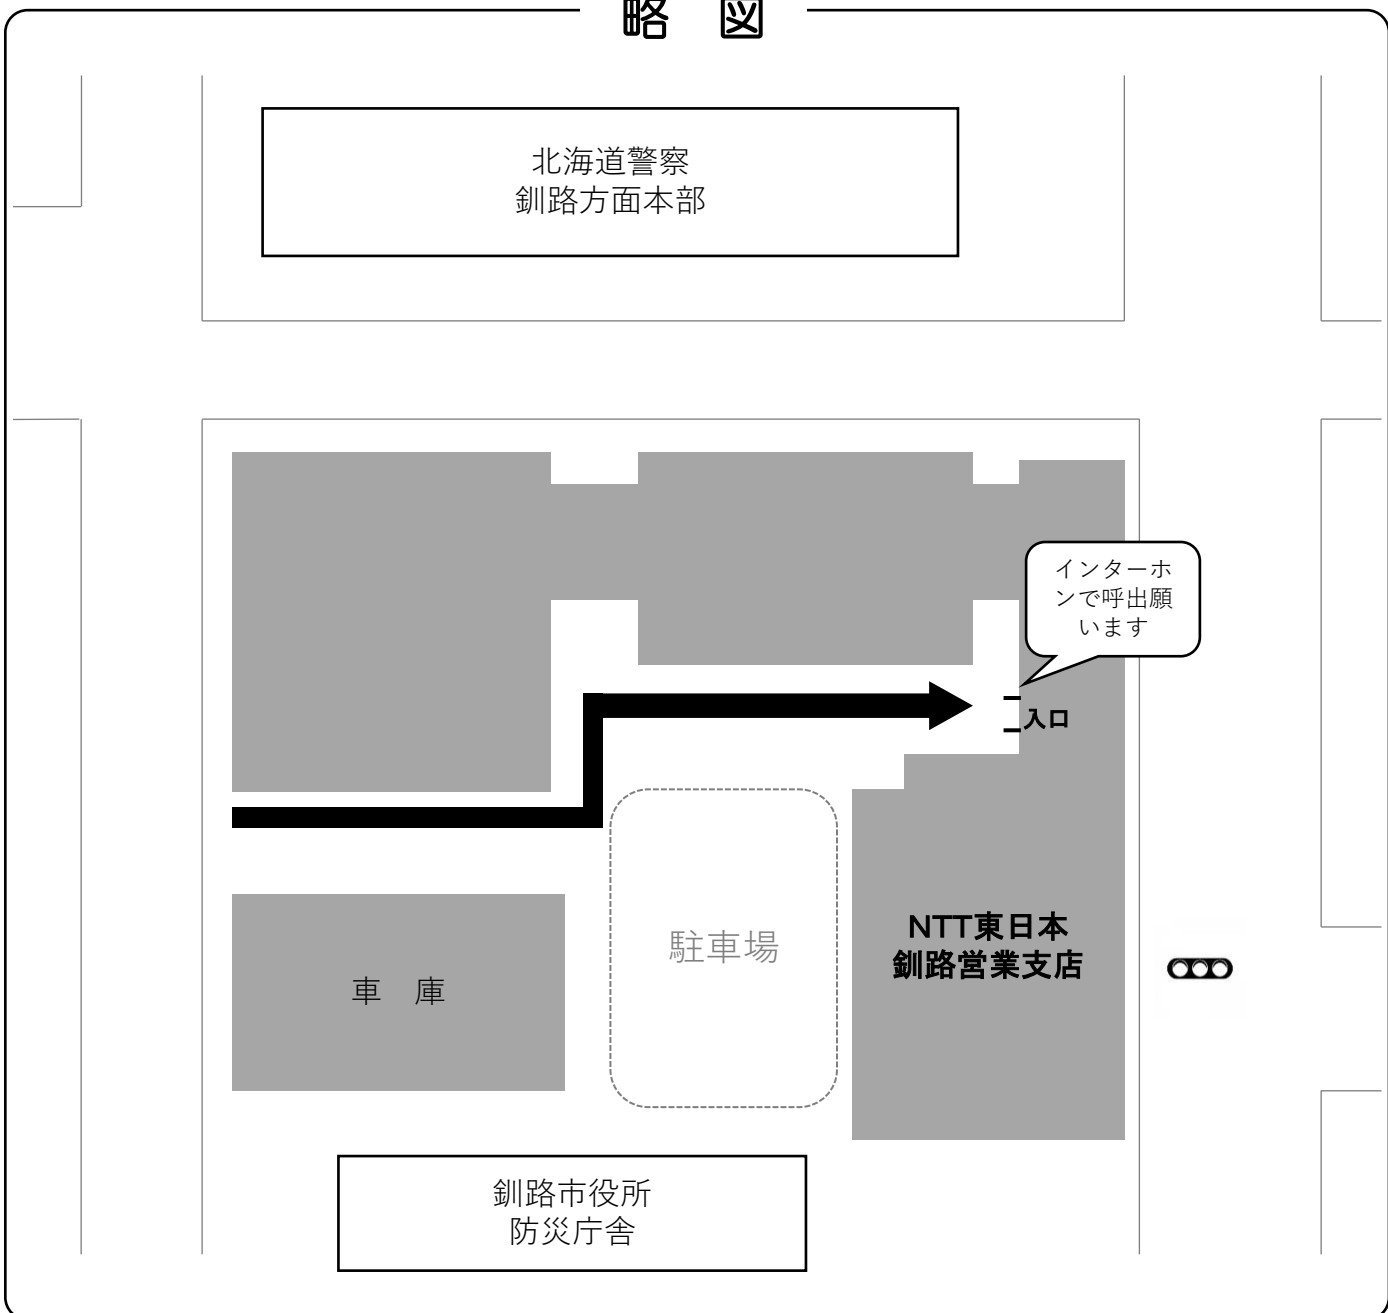 略　図
北海道警察
釧路方面本部
インターホ
ンで呼出願
います
入口
NTT東日本
釧路営業支店
駐車場
車　庫
釧路市役所
防災庁舎